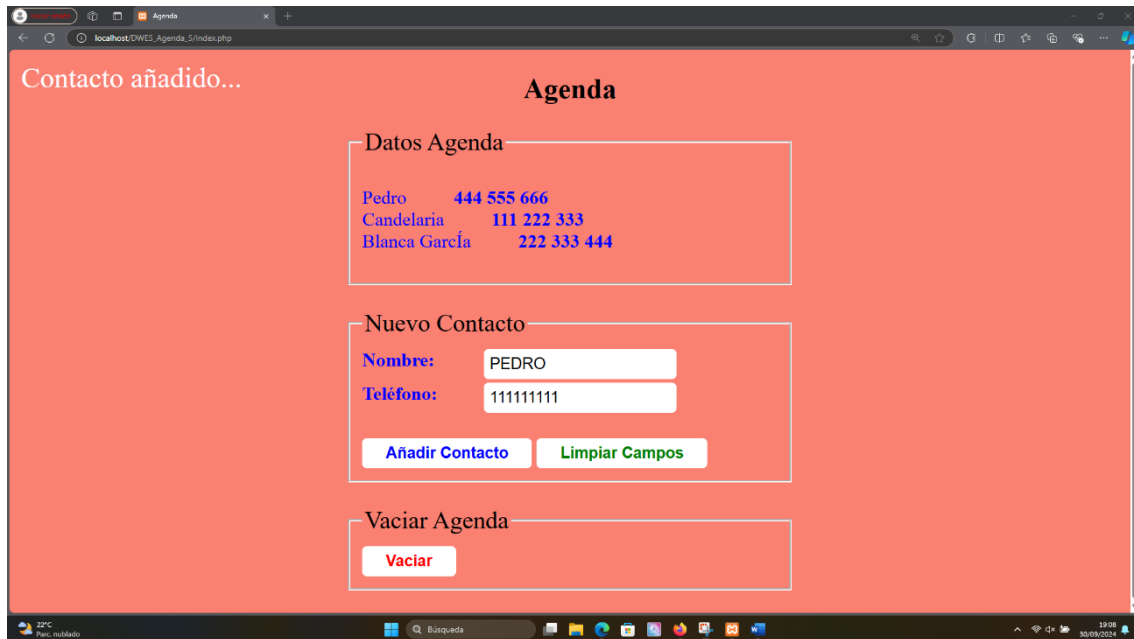 Agenda
localhost/DWES_Agenda_5/index.php
Contacto añadido...
Agenda
Datos Agenda
Pedro 444 555 666
Candelaria 111 222 333
Blanca GarcÍa 222 333 444
Nuevo Contacto
Nombre: PEDRO
Teléfono: 111111111
Añadir Contacto Limpiar Campos
Vaciar Agenda
Vaciar
22°C
Parc. nublado
Búsqueda
19:08
30/09/2024